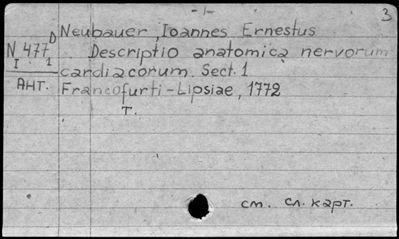 -1-
3
Neubauer, Ioannes Ernestus
N 477 D
I 1
Descriptio anatomica nervorum
cardiacorum. Sect. 1
Ант.
Francofurti-Lipsiae, 1772
т.
см. сл. карт.